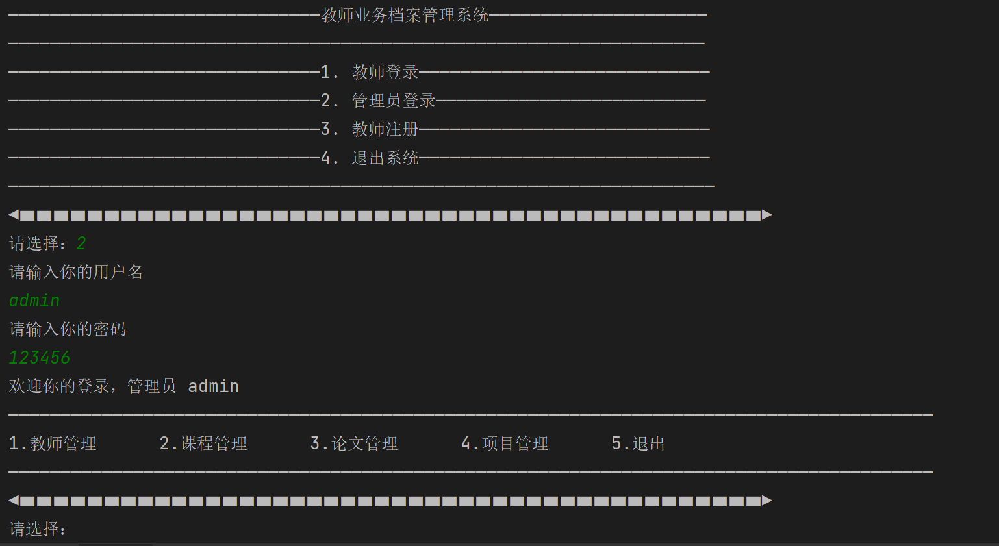 教师业务档案管理系统
1. 教师登录
2. 管理员登录
3. 教师注册
4. 退出系统
请选择：2
请输入你的用户名
admin
请输入你的密码
123456
欢迎你的登录，管理员 admin
1.教师管理 2.课程管理 3.论文管理 4.项目管理 5.退出
请选择：